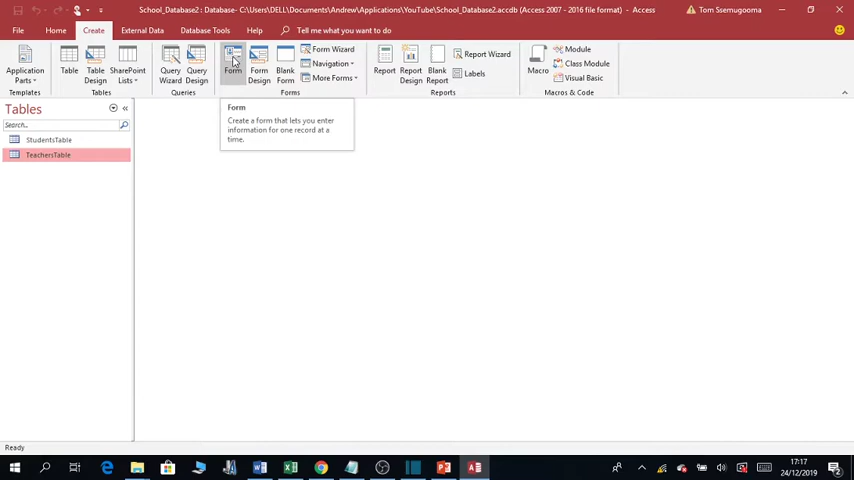 School_Database2 : Database- C:\Users\DELL\Documents\Andrew\Applications\YouTube\School_Database2.accdb (Access 2007 - 2016 file format) - Access
Tom Ssemugooma
File Home Create External Data Database Tools Help Tell me what you want to do
Application Parts
Table
Table Design
SharePoint Lists
Query Wizard
Query Design
Form
Form Design
Blank Form
Form Wizard
Navigation
More Forms
Report
Report Design
Blank Report
Report Wizard
Labels
Macro
Module
Class Module
Visual Basic
Templates Tables Queries Forms Reports Macros & Code
Tables
Search...
StudentsTable
TeachersTable
Form
Create a form that lets you enter
information for one record at a
time.
Ready
17:17
24/12/2019
2